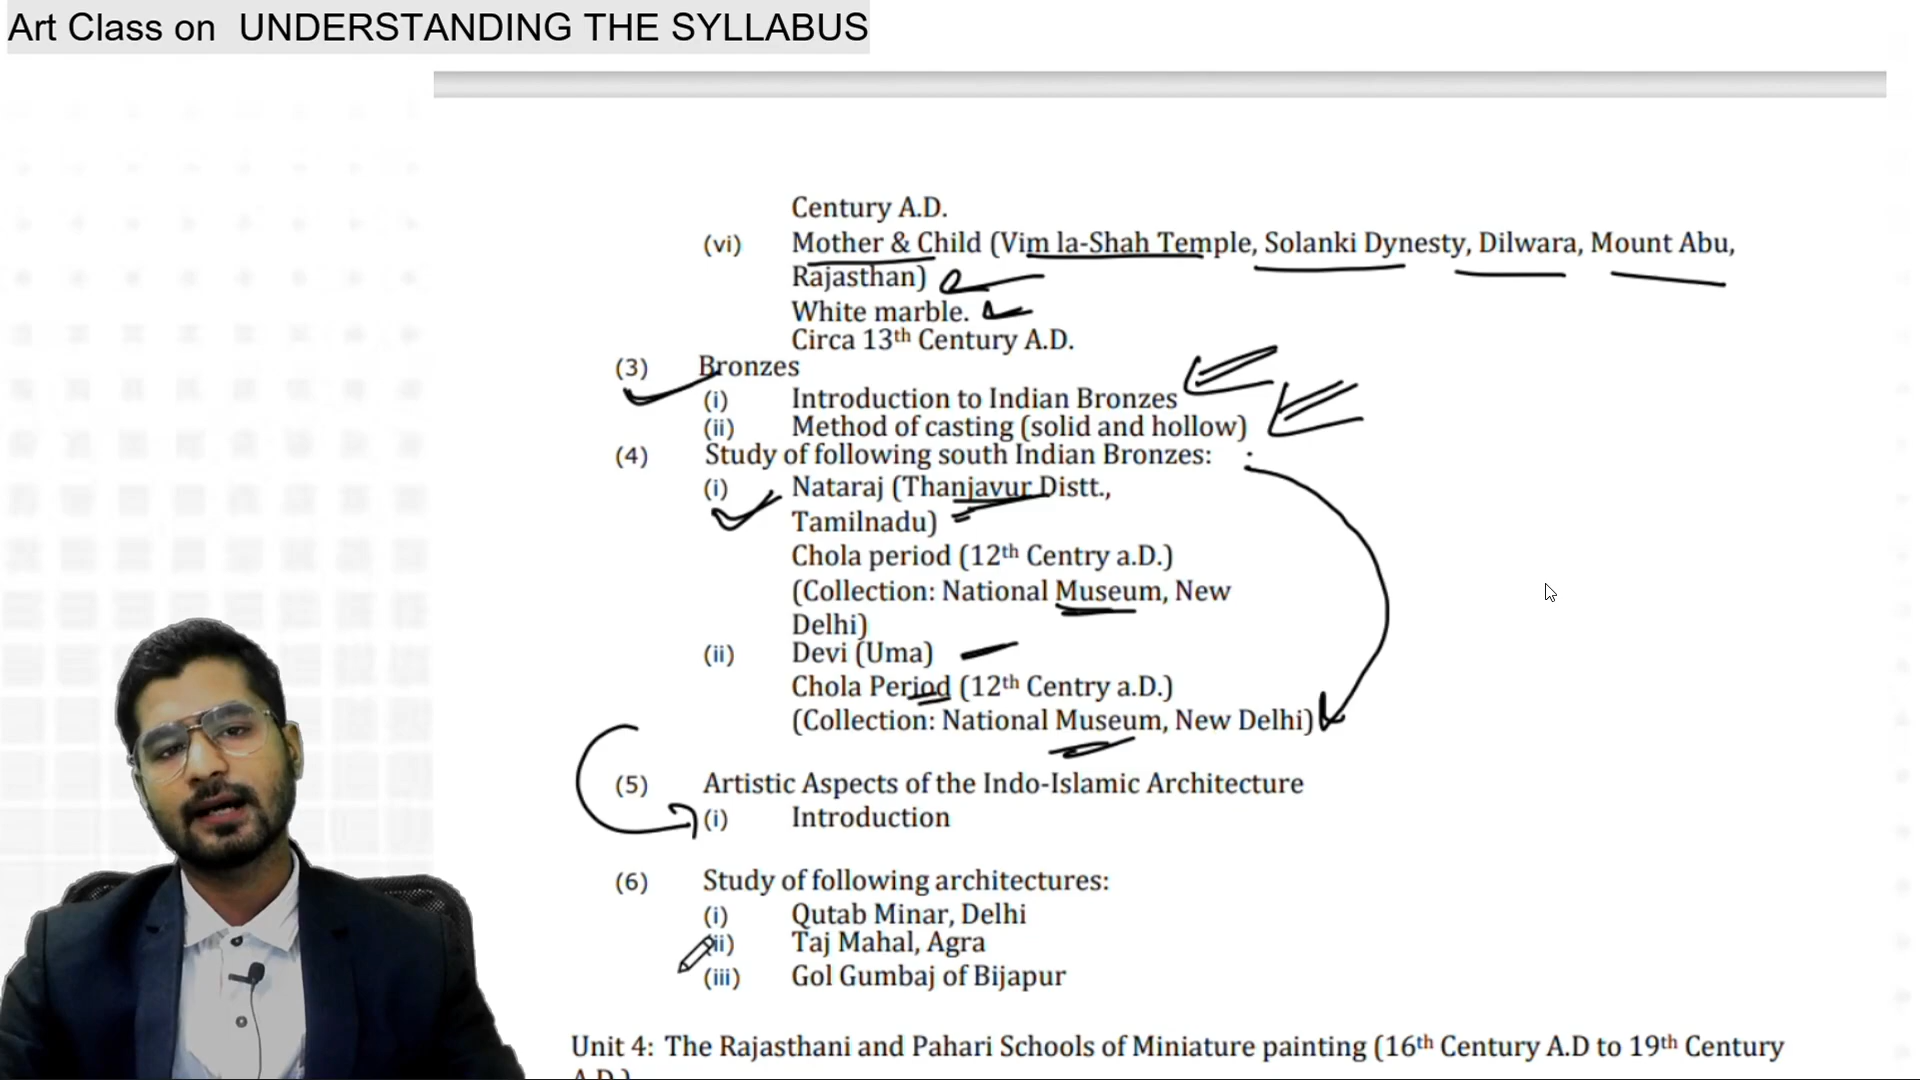 Art Class on UNDERSTANDING THE SYLLABUS
Century A.D.
(vi) Mother & Child (Vim la-Shah Temple, Solanki Dynesty, Dilwara, Mount Abu,
Rajasthan)
White marble.
Circa 13th Century A.D.
(3) Bronzes
(i) Introduction to Indian Bronzes
(ii) Method of casting (solid and hollow)
(4) Study of following south Indian Bronzes:
(i) Nataraj (Thanjavur Distt.,
Tamilnadu)
Chola period (12th Centry a.D.)
(Collection: National Museum, New
Delhi)
(ii) Devi (Uma)
Chola Period (12th Centry a.D.)
(Collection: National Museum, New Delhi)
(5) Artistic Aspects of the Indo-Islamic Architecture
(i) Introduction
(6) Study of following architectures:
(i) Qutab Minar, Delhi
(ii) Taj Mahal, Agra
(iii) Gol Gumbaj of Bijapur
Unit 4: The Rajasthani and Pahari Schools of Miniature painting (16th Century A.D to 19th Century
A.D.)